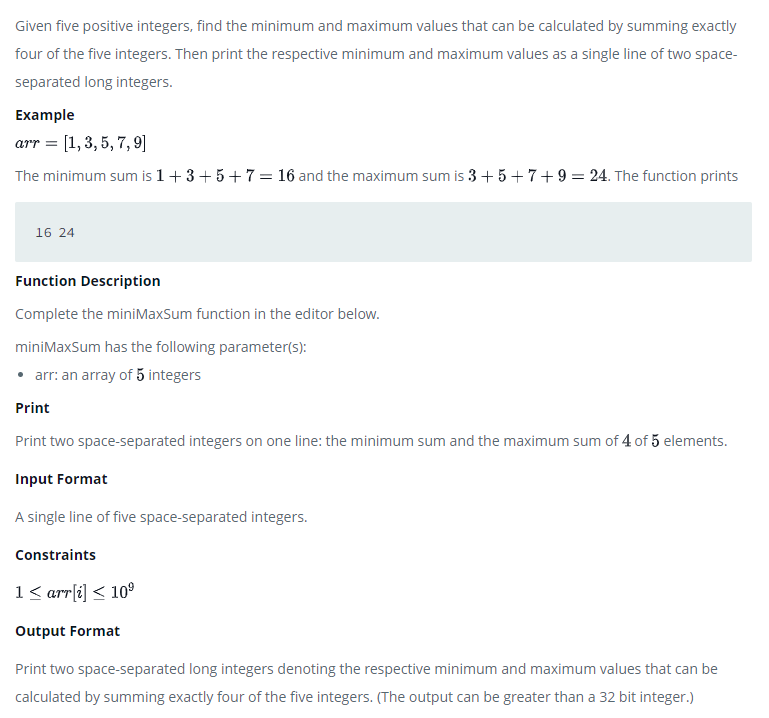 Given five positive integers, find the minimum and maximum values that can be calculated by summing exactly
four of the five integers. Then print the respective minimum and maximum values as a single line of two space-
separated long integers.
Example
arr = [1, 3, 5, 7, 9]
The minimum sum is 1 + 3 + 5 + 7 = 16 and the maximum sum is 3 + 5 + 7 + 9 = 24. The function prints
16 24
Function Description
Complete the miniMaxSum function in the editor below.
miniMaxSum has the following parameter(s):
• arr: an array of 5 integers
Print
Print two space-separated integers on one line: the minimum sum and the maximum sum of 4 of 5 elements.
Input Format
A single line of five space-separated integers.
Constraints
1 ≤ arr[i] ≤ 10⁹
Output Format
Print two space-separated long integers denoting the respective minimum and maximum values that can be
calculated by summing exactly four of the five integers. (The output can be greater than a 32 bit integer.)